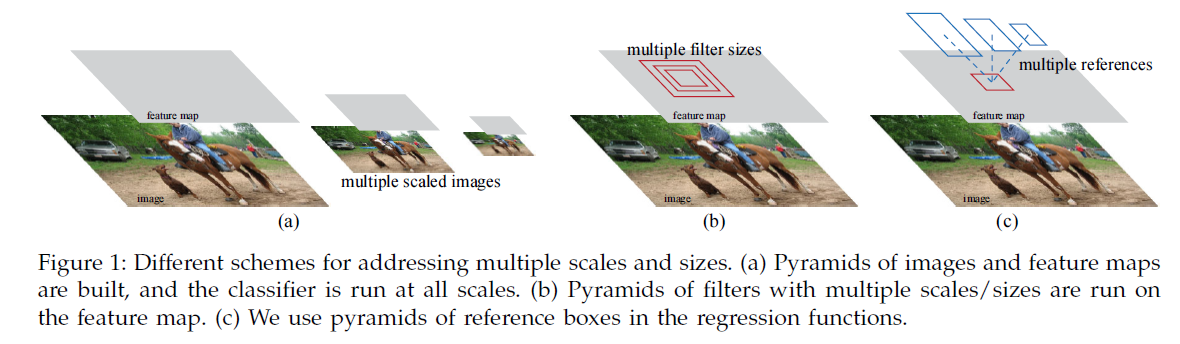 feature map
image
multiple scaled images
(a)
multiple filter sizes
feature map
image
(b)
multiple references
feature map
image
(c)
Figure 1: Different schemes for addressing multiple scales and sizes. (a) Pyramids of images and feature maps
are built, and the classifier is run at all scales. (b) Pyramids of filters with multiple scales/sizes are run on
the feature map. (c) We use pyramids of reference boxes in the regression functions.